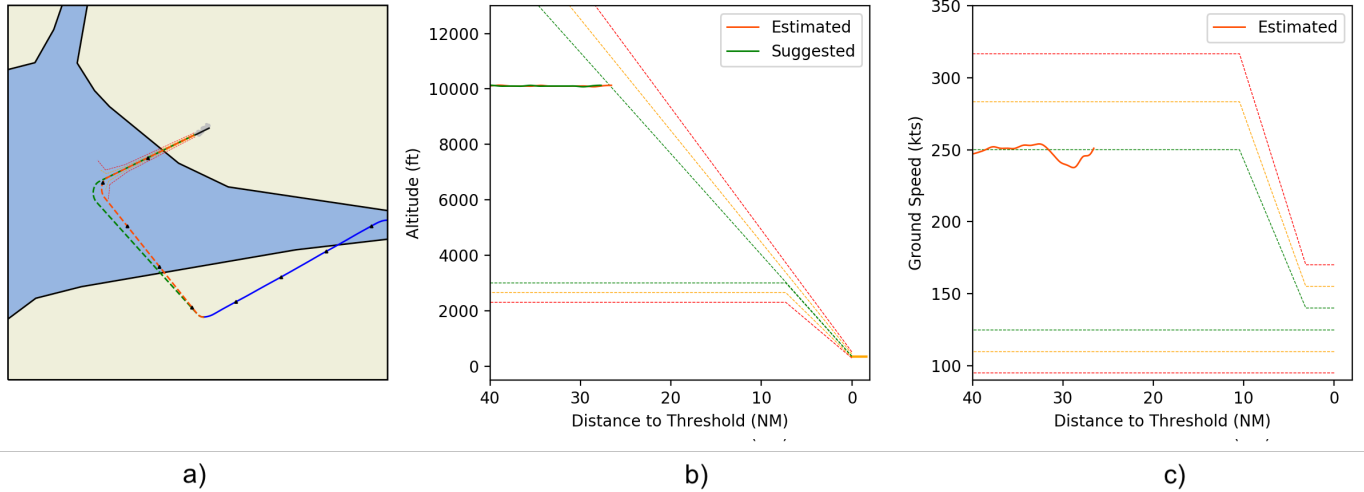 12000
10000
8000
6000
4000
2000
0
Altitude (ft)
Estimated
Suggested
40
30
20
10
0
Distance to Threshold (NM)
350
300
250
200
150
100
Ground Speed (kts)
Estimated
40
30
20
10
0
Distance to Threshold (NM)
a)
b)
c)